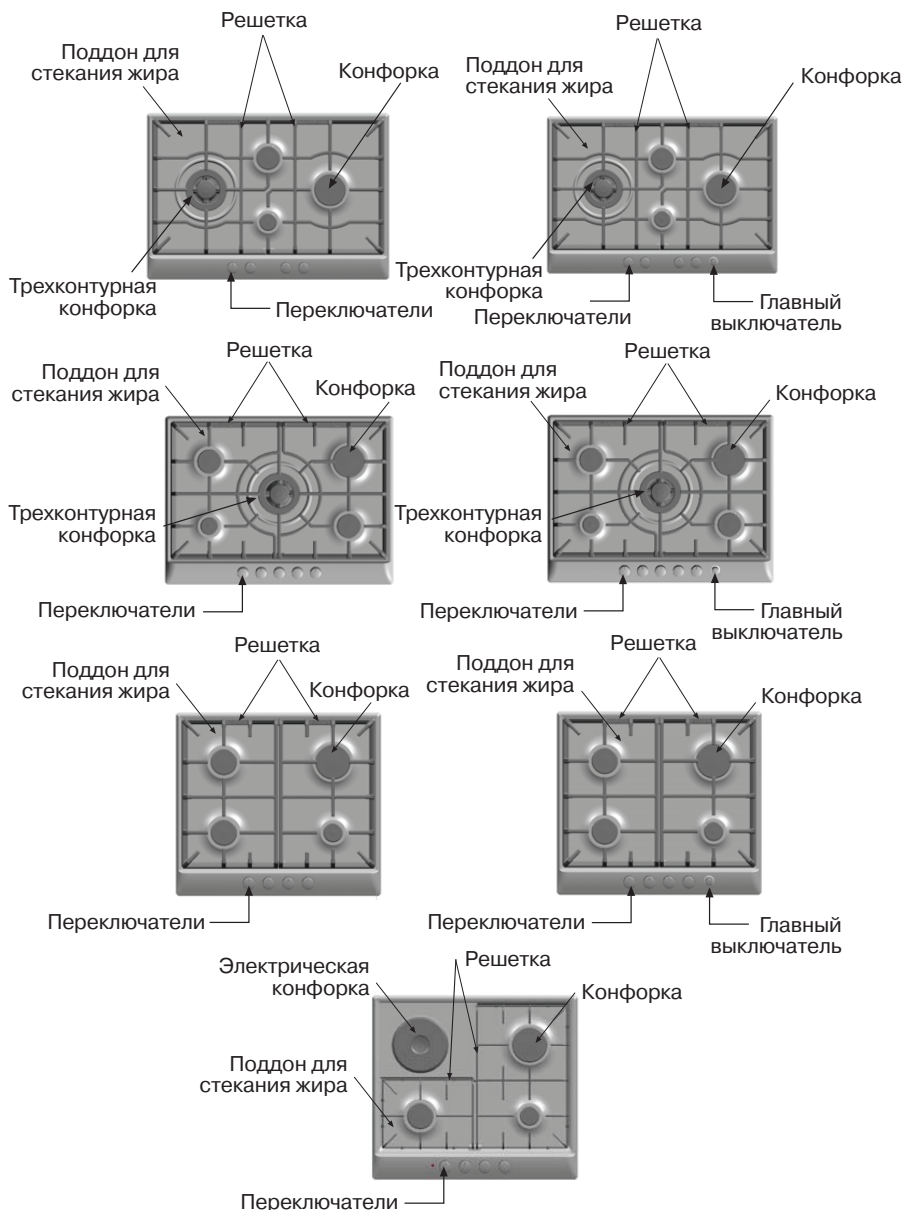 Решетка
Поддон для
стекания жира
Конфорка
Трехконтурная
конфорка
Переключатели
Решетка
Поддон для
стекания жира
Конфорка
Трехконтурная
конфорка
Переключатели
Главный
выключатель
Решетка
Поддон для
стекания жира
Конфорка
Трехконтурная
конфорка
Переключатели
Решетка
Поддон для
стекания жира
Конфорка
Трехконтурная
конфорка
Переключатели
Главный
выключатель
Решетка
Поддон для
стекания жира
Конфорка
Переключатели
Решетка
Поддон для
стекания жира
Конфорка
Переключатели
Главный
выключатель
Электрическая
конфорка
Решетка
Конфорка
Поддон для
стекания жира
Переключатели